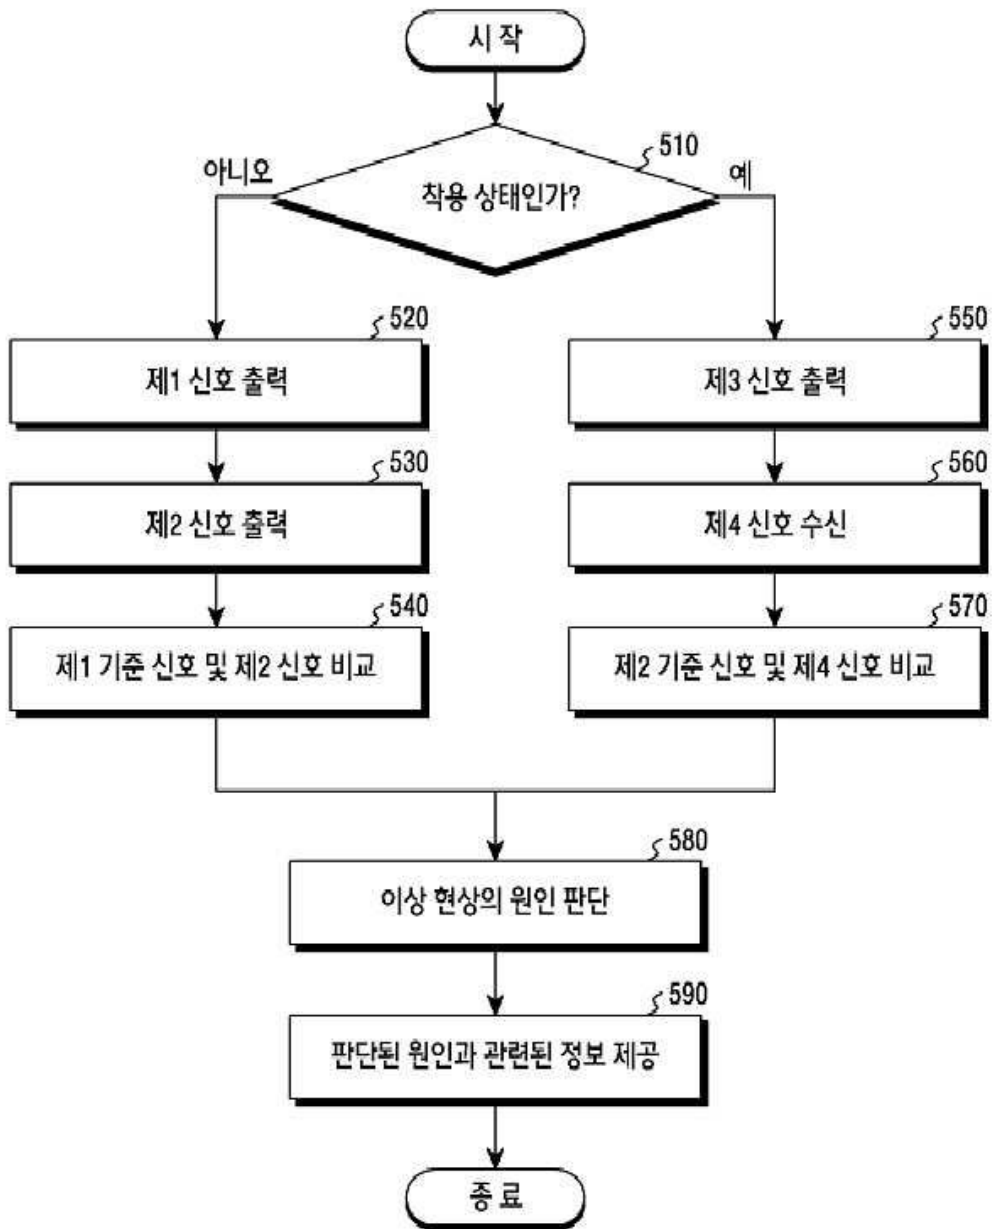 시 작
510
아니오
예
착용 상태인가?
520
제1 신호 출력
530
제2 신호 출력
540
제1 기준 신호 및 제2 신호 비교
550
제3 신호 출력
560
제4 신호 수신
570
제2 기준 신호 및 제4 신호 비교
580
이상 현상의 원인 판단
590
판단된 원인과 관련된 정보 제공
종 료